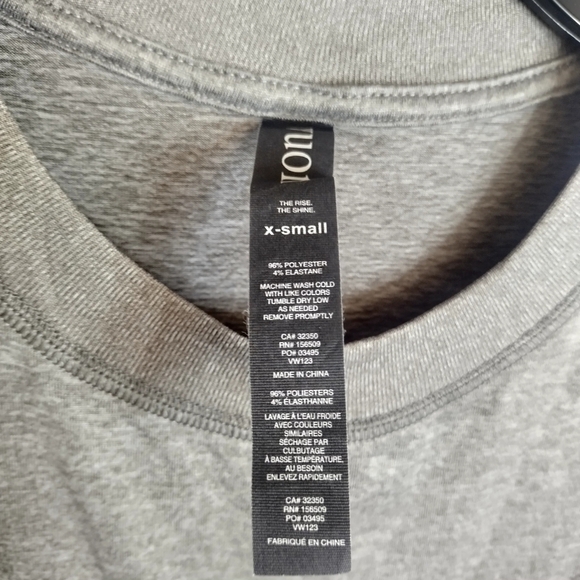 THE RISE.
THE SHINE.
x-small
96% POLYESTER
4% ELASTANE
MACHINE WASH COLD
WITH LIKE COLORS
TUMBLE DRY LOW
AS NEEDED
REMOVE PROMPTLY
CA# 32350
RN# 156509
PO# 03495
VW123
MADE IN CHINA
96% POLIESTERS
4% ÉLASTHANNE
LAVAGE À L'EAU FROIDE
AVEC COULEURS
SIMILAIRES
SÉCHAGE PAR
CULBUTAGE
À BASSE TEMPÉRATURE,
AU BESOIN
ENLEVEZ RAPIDEMENT
CA# 32350
RN# 156509
PO# 03495
VW123
FABRIQUÉ EN CHINE